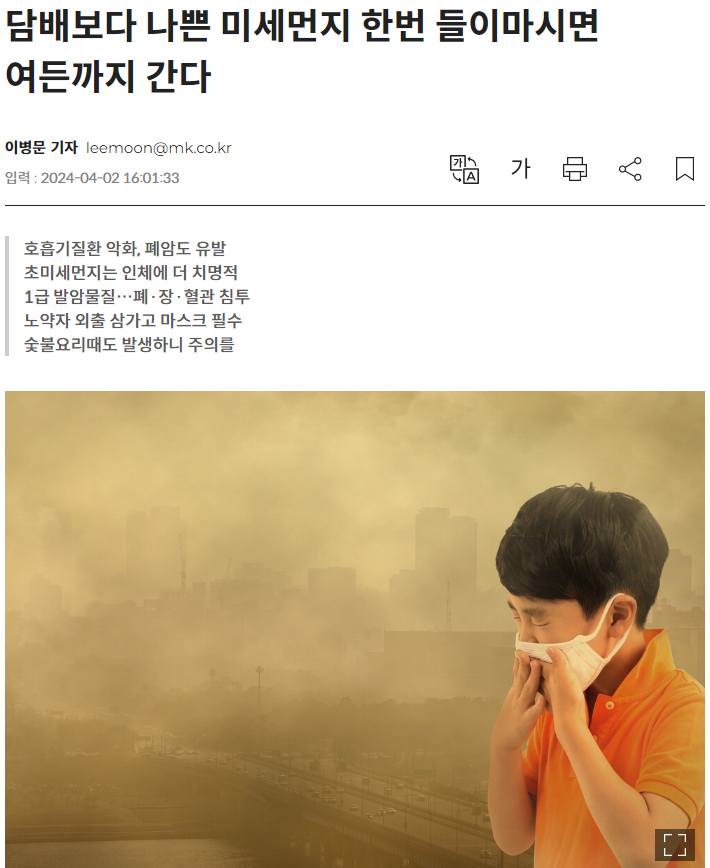 담배보다 나쁜 미세먼지 한번 들이마시면
여든까지 간다
이병문 기자 leemoon@mk.co.kr
입력 : 2024-04-02 16:01:33
가 A
가
호흡기질환 악화, 폐암도 유발
초미세먼지는 인체에 더 치명적
1급 발암물질…폐·장·혈관 침투
노약자 외출 삼가고 마스크 필수
숯불요리때도 발생하니 주의를